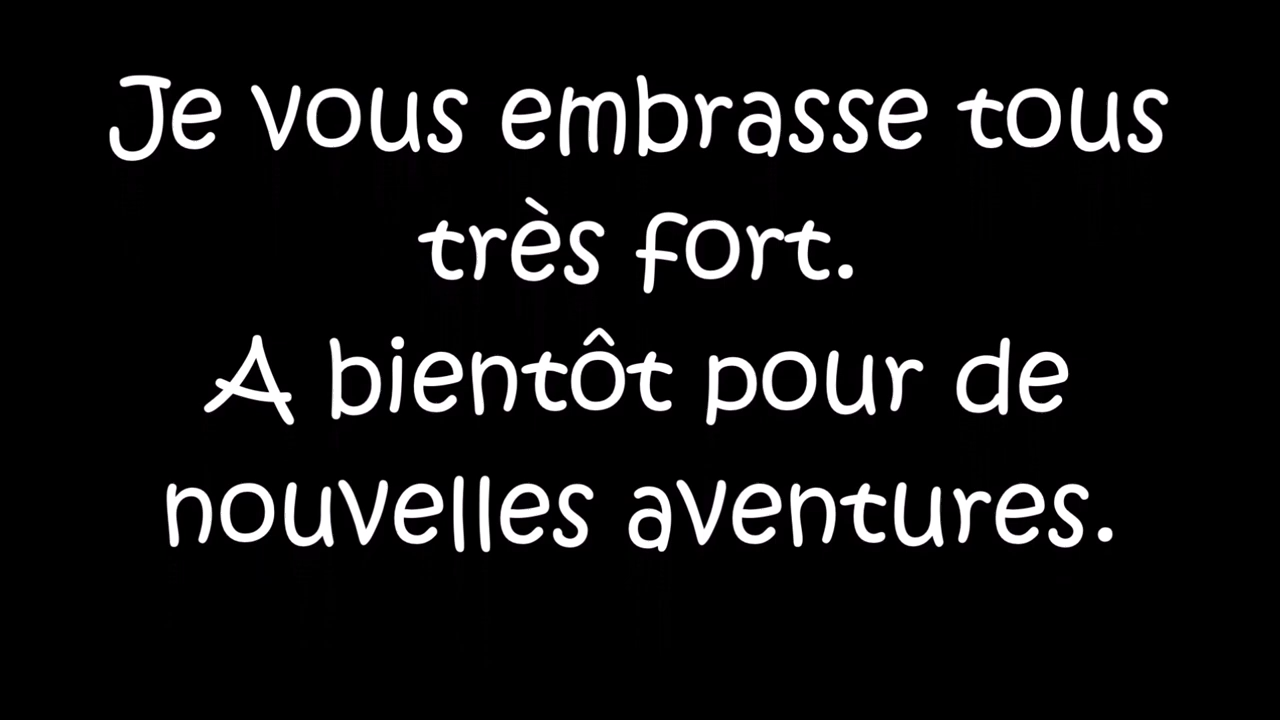 Je vous embrasse tous
très fort.
A bientôt pour de
nouvelles aventures.